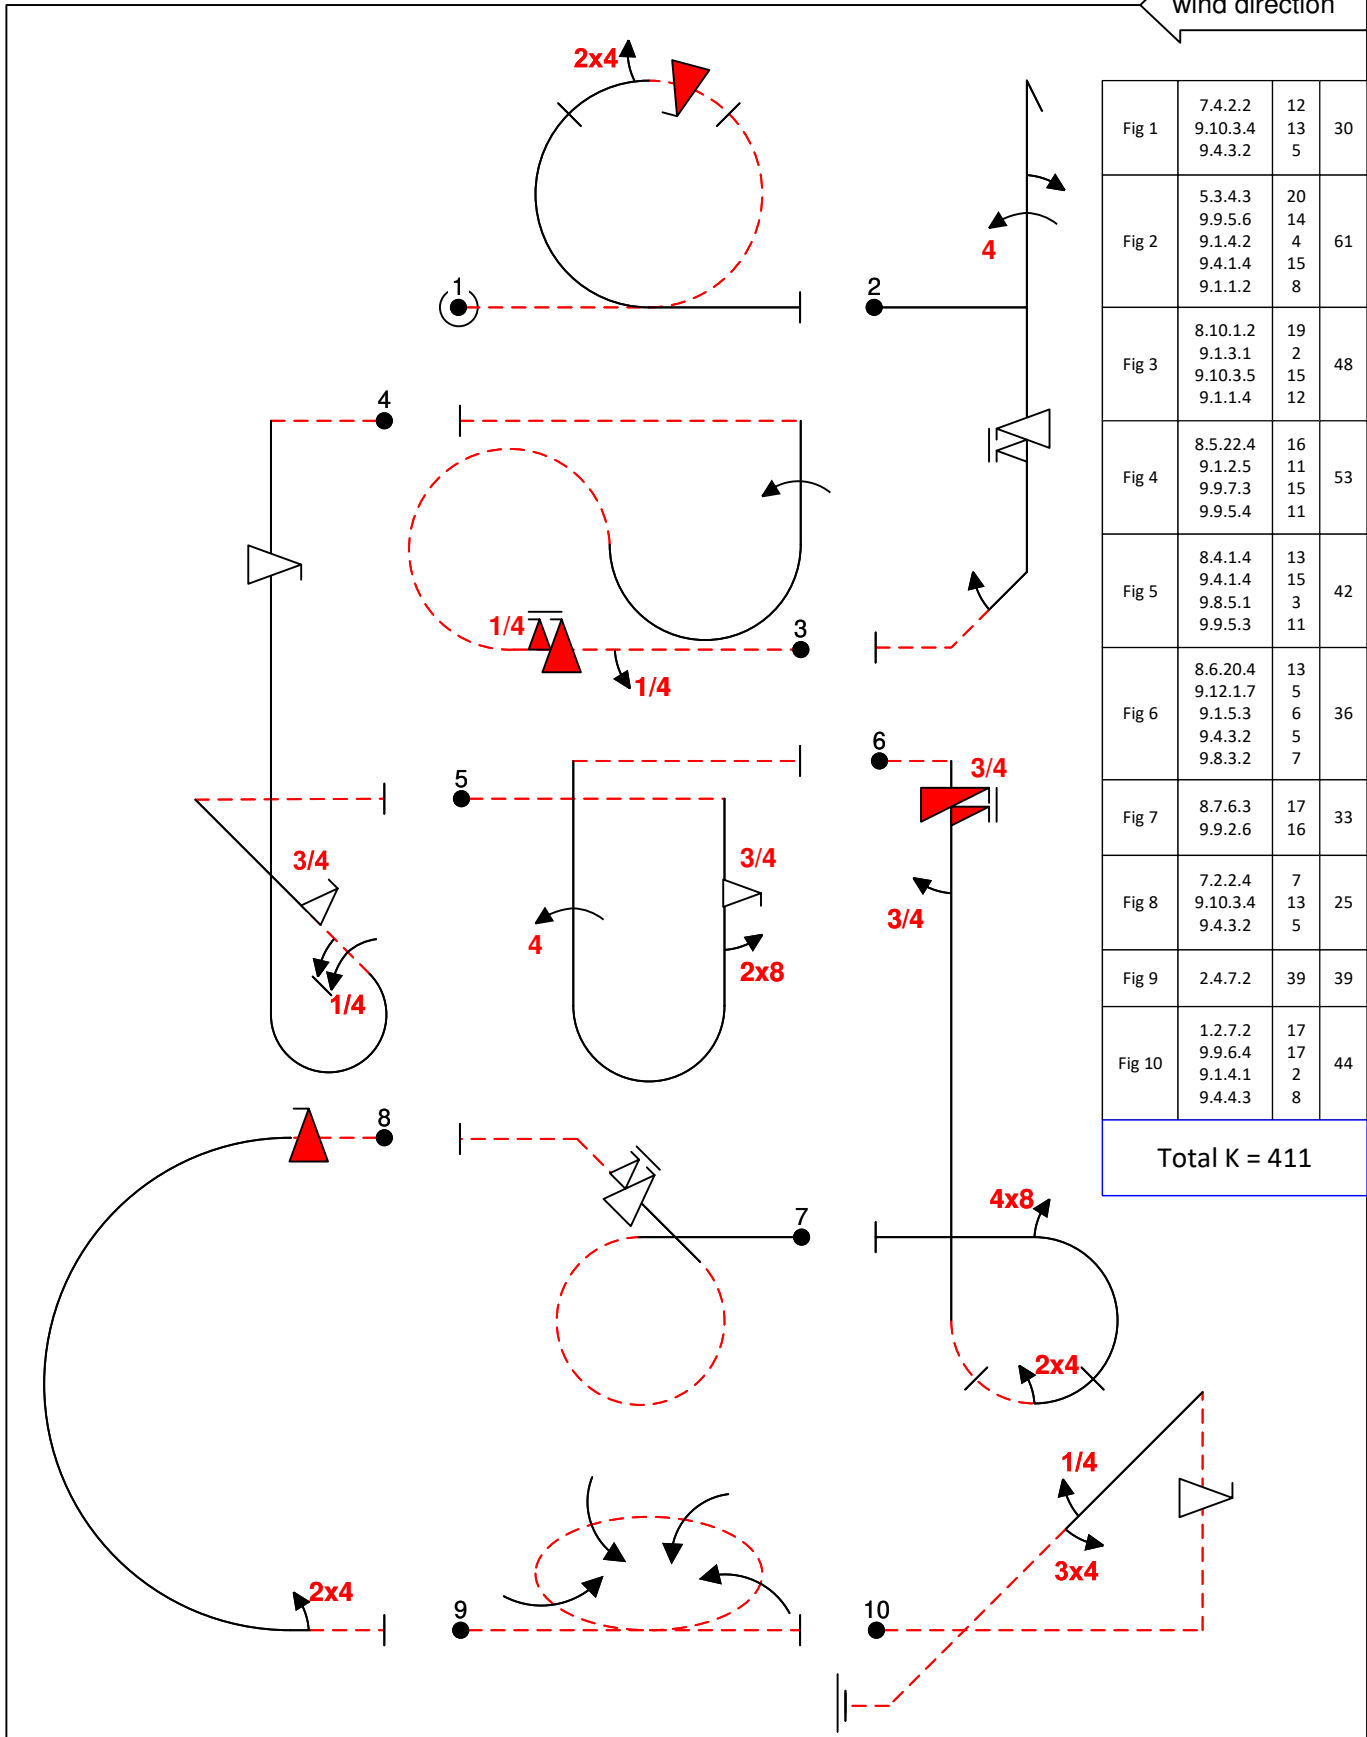 wind direction
2x4
1
2
4
Fig 1
7.4.2.2 12
9.10.3.4 13 30
9.4.3.2 5
Fig 2
5.3.4.3 20
9.9.5.6 14
9.1.4.2 4 61
9.4.1.4 15
9.1.1.2 8
Fig 3
8.10.1.2 19
9.1.3.1 2 48
9.10.3.5 15
9.1.1.4 12
Fig 4
8.5.22.4 16
9.1.2.5 11 53
9.9.7.3 15
9.9.5.4 11
Fig 5
8.4.1.4 13
9.4.1.4 15 42
9.8.5.1 3
9.9.5.3 11
Fig 6
8.6.20.4 13
9.12.1.7 5
9.1.5.3 6 36
9.4.3.2 5
9.8.3.2 7
Fig 7
8.7.6.3 17 33
9.9.2.6 16
Fig 8
7.2.2.4 7
9.10.3.4 13 25
9.4.3.2 5
Fig 9 2.4.7.2 39 39
Fig 10
1.2.7.2 17
9.9.6.4 17 44
9.1.4.1 2
9.4.4.3 8
Total K = 411
4
1/4
3
1/4
5
6
3/4
3/4
3/4
3/4
4
2x8
1/4
8
7
4x8
2x4
1/4
3x4
2x4
9
10